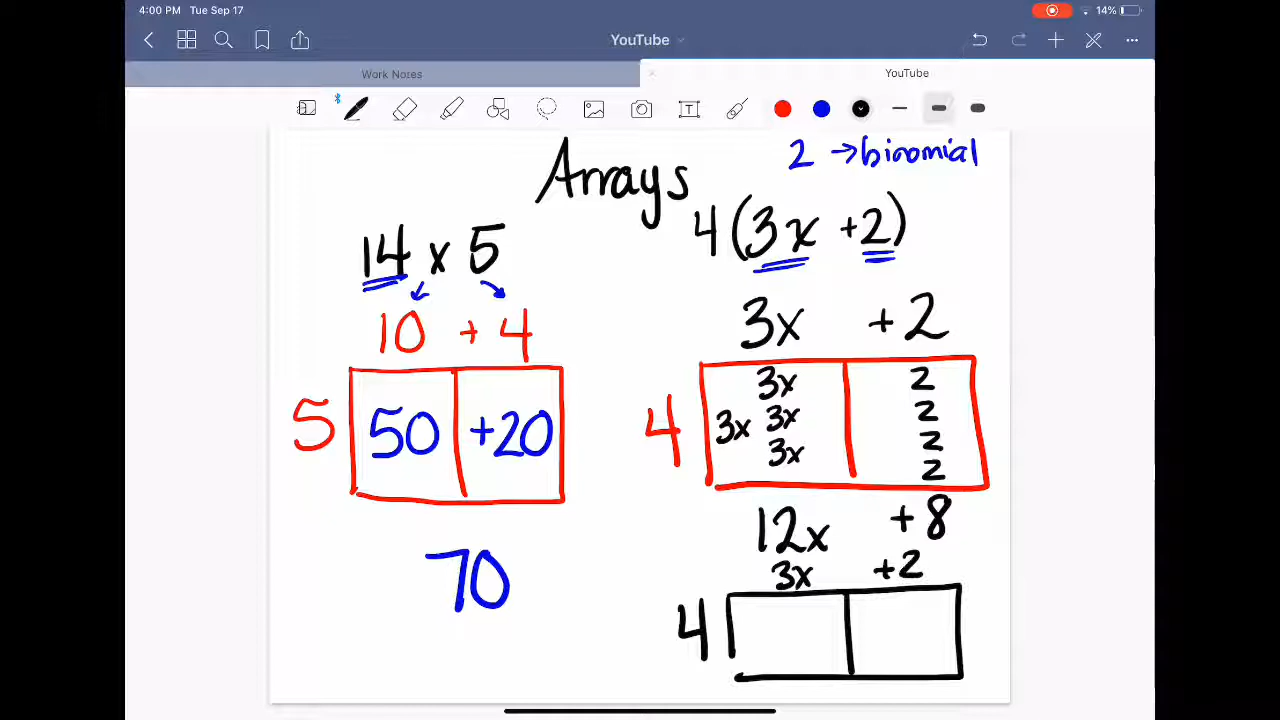 4:00 PM Tue Sep 17
14%
YouTube
Work Notes
YouTube
T
2 →binomial
Arrays
4(3x +2)
14 x 5
10 + 4
5
50 +20
70
3x +2
4
3x 2
3x 3x 2
3x 2
2
12x +8
3x +2
4